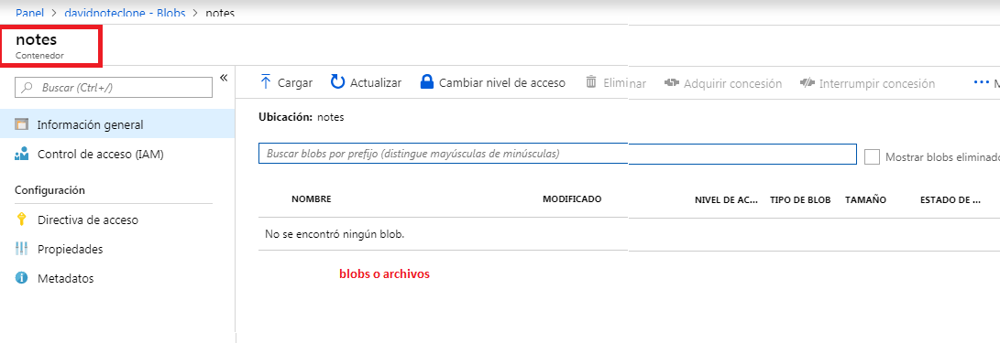 Panel > davidnoteclone - Blobs > notes
notes
Contenedor
Buscar (Ctrl+/)
«
Información general
Control de acceso (IAM)
Configuración
Directiva de acceso
Propiedades
Metadatos
Cargar Actualizar Cambiar nivel de acceso Eliminar Adquirir concesión Interrumpir concesión ··· M
Ubicación: notes
Buscar blobs por prefijo (distingue mayúsculas de minúsculas)
Mostrar blobs eliminado
NOMBRE MODIFICADO NIVEL DE AC... TIPO DE BLOB TAMAÑO ESTADO DE ...
No se encontró ningún blob.
blobs o archivos